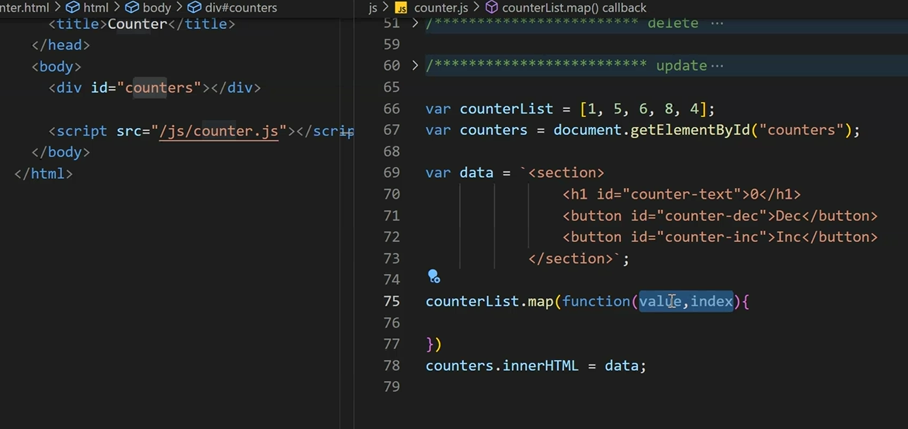 nter.html > html > body > div#counters
<title>Counter</title>
</head>
<body>
<div id="counters"></div>
<script src="/js/counter.js"></scrip
</body>
</html>
js > JS counter.js > counterList.map() callback
51 > /************************ delete ...
59
60 > /************************* update ...
65
66 var counterList = [1, 5, 6, 8, 4];
67 var counters = document.getElementById("counters");
68
69 var data = `<section>
70 <h1 id="counter-text">0</h1>
71 <button id="counter-dec">Dec</button>
72 <button id="counter-inc">Inc</button>
73 </section>`;
74
75 counterList.map(function(value,index){
76
77 })
78 counters.innerHTML = data;
79